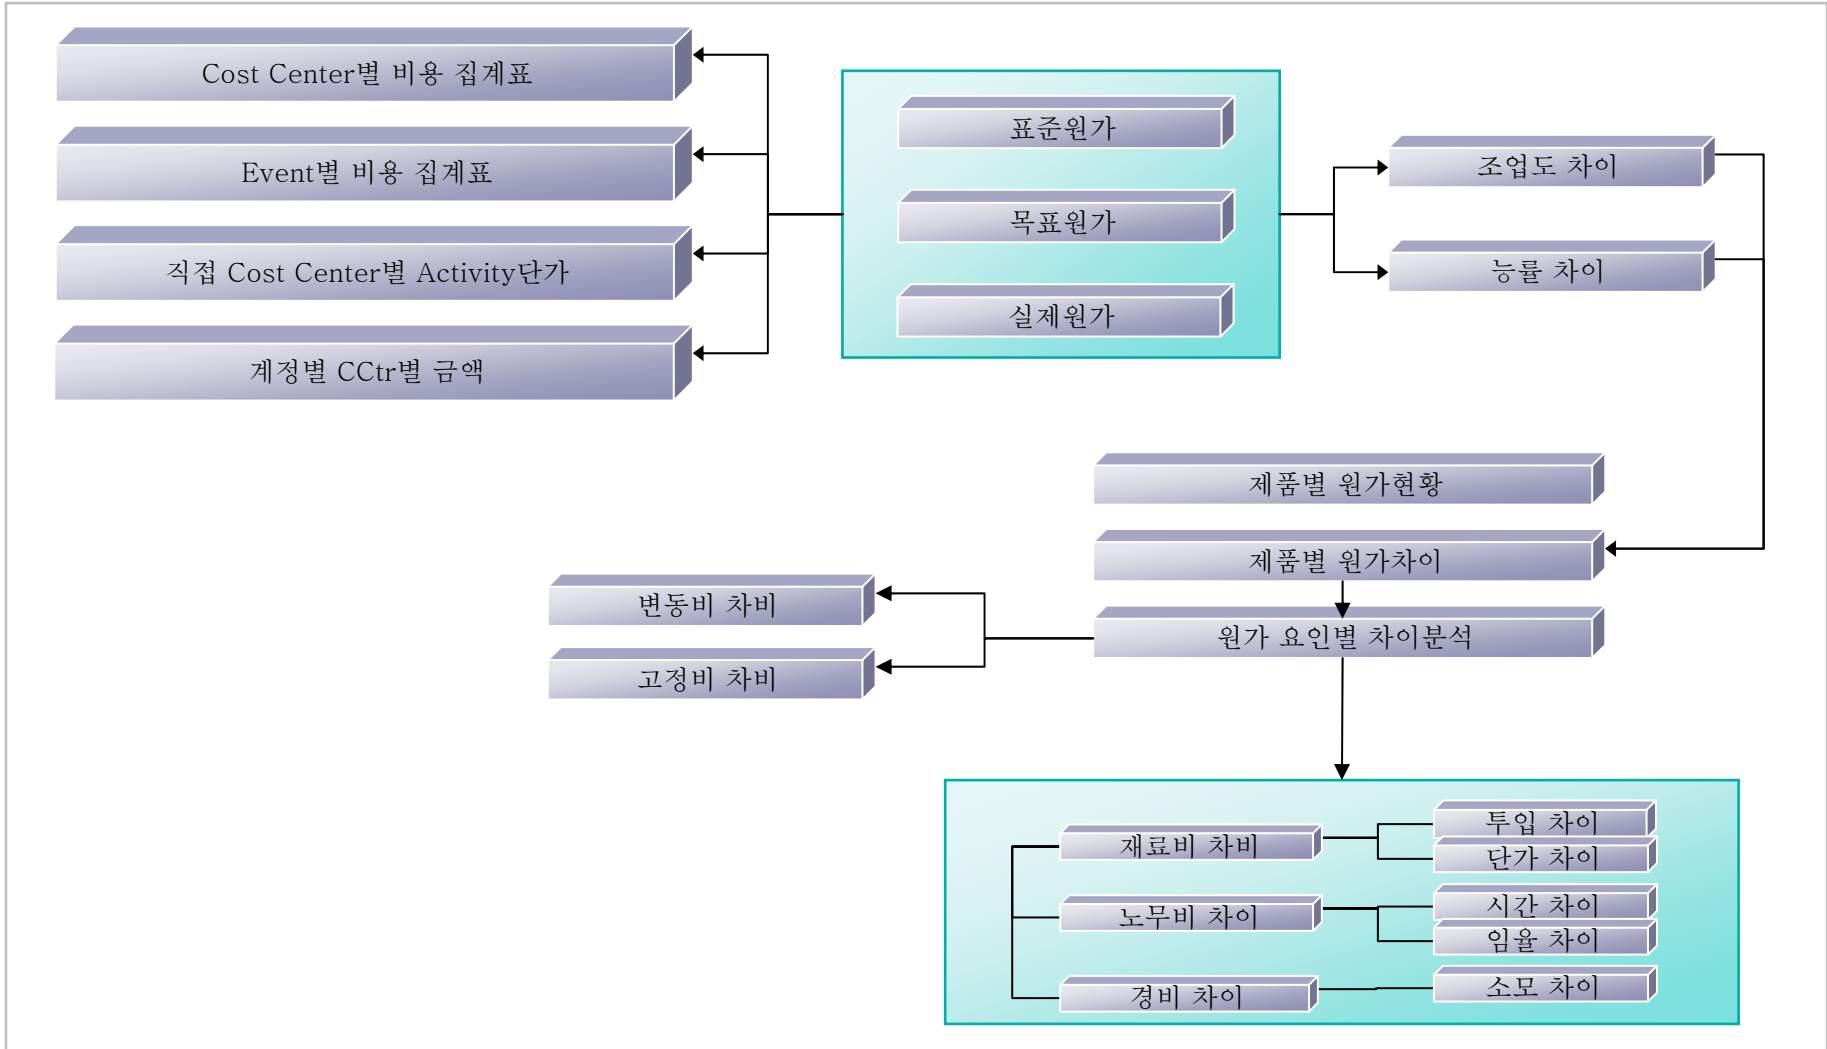 Cost Center별 비용 집계표
Event별 비용 집계표
직접 Cost Center별 Activity단가
계정별 CCtr별 금액
표준원가
목표원가
실제원가
조업도 차이
능률 차이
제품별 원가현황
제품별 원가차이
원가 요인별 차이분석
변동비 차비
고정비 차비
재료비 차비
투입 차이
단가 차이
노무비 차이
시간 차이
임율 차이
경비 차이
소모 차이